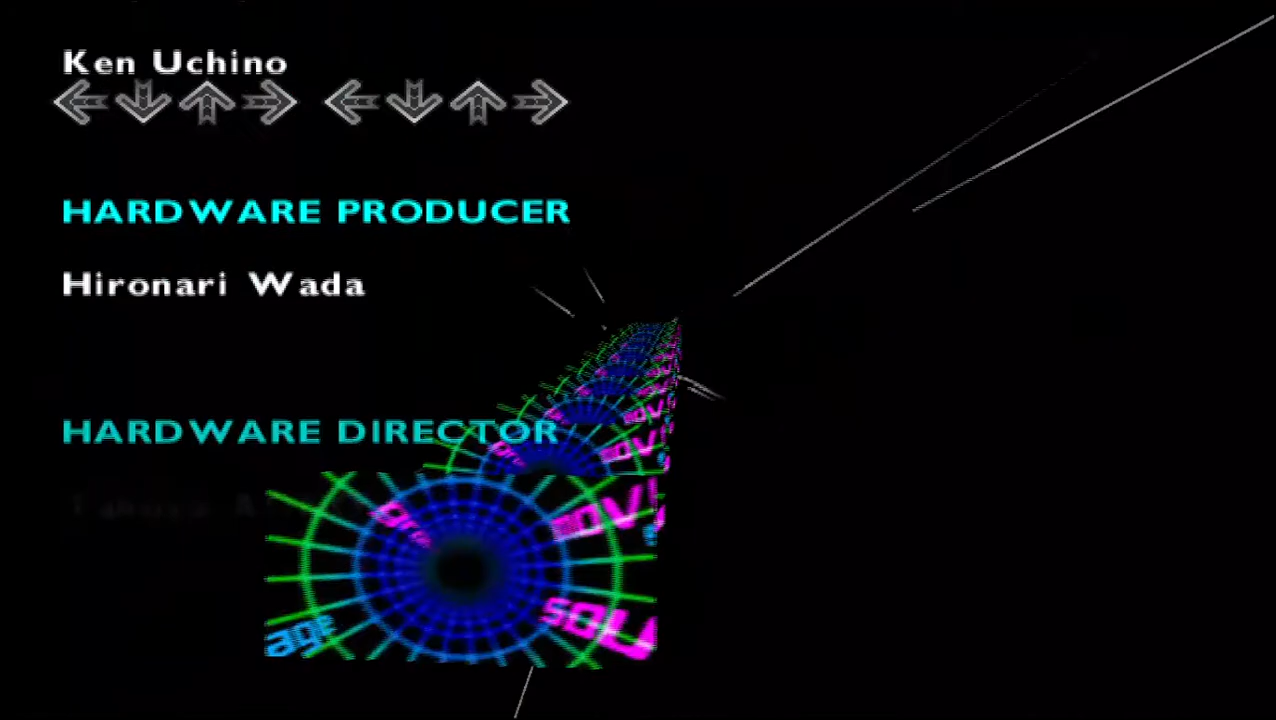 Ken Uchino
HARDWARE PRODUCER
Hironari Wada
HARDWARE DIRECTOR